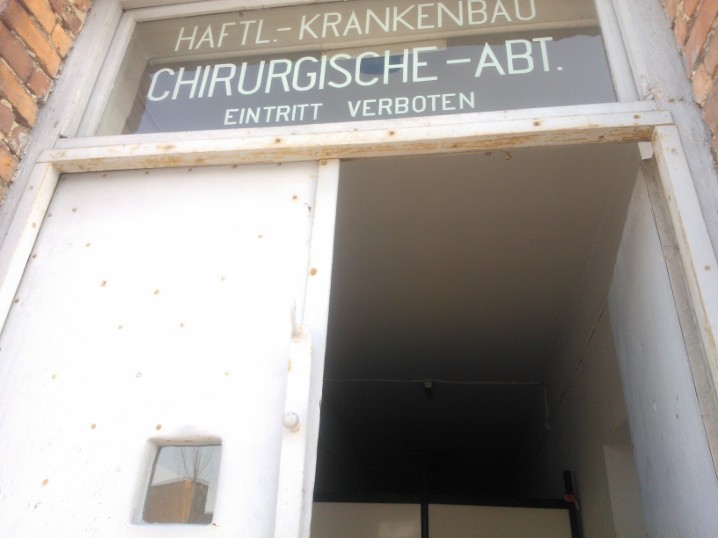 HAFTL.-KRANKENBAU
CHIRURGISCHE-ABT.
EINTRITT VERBOTEN